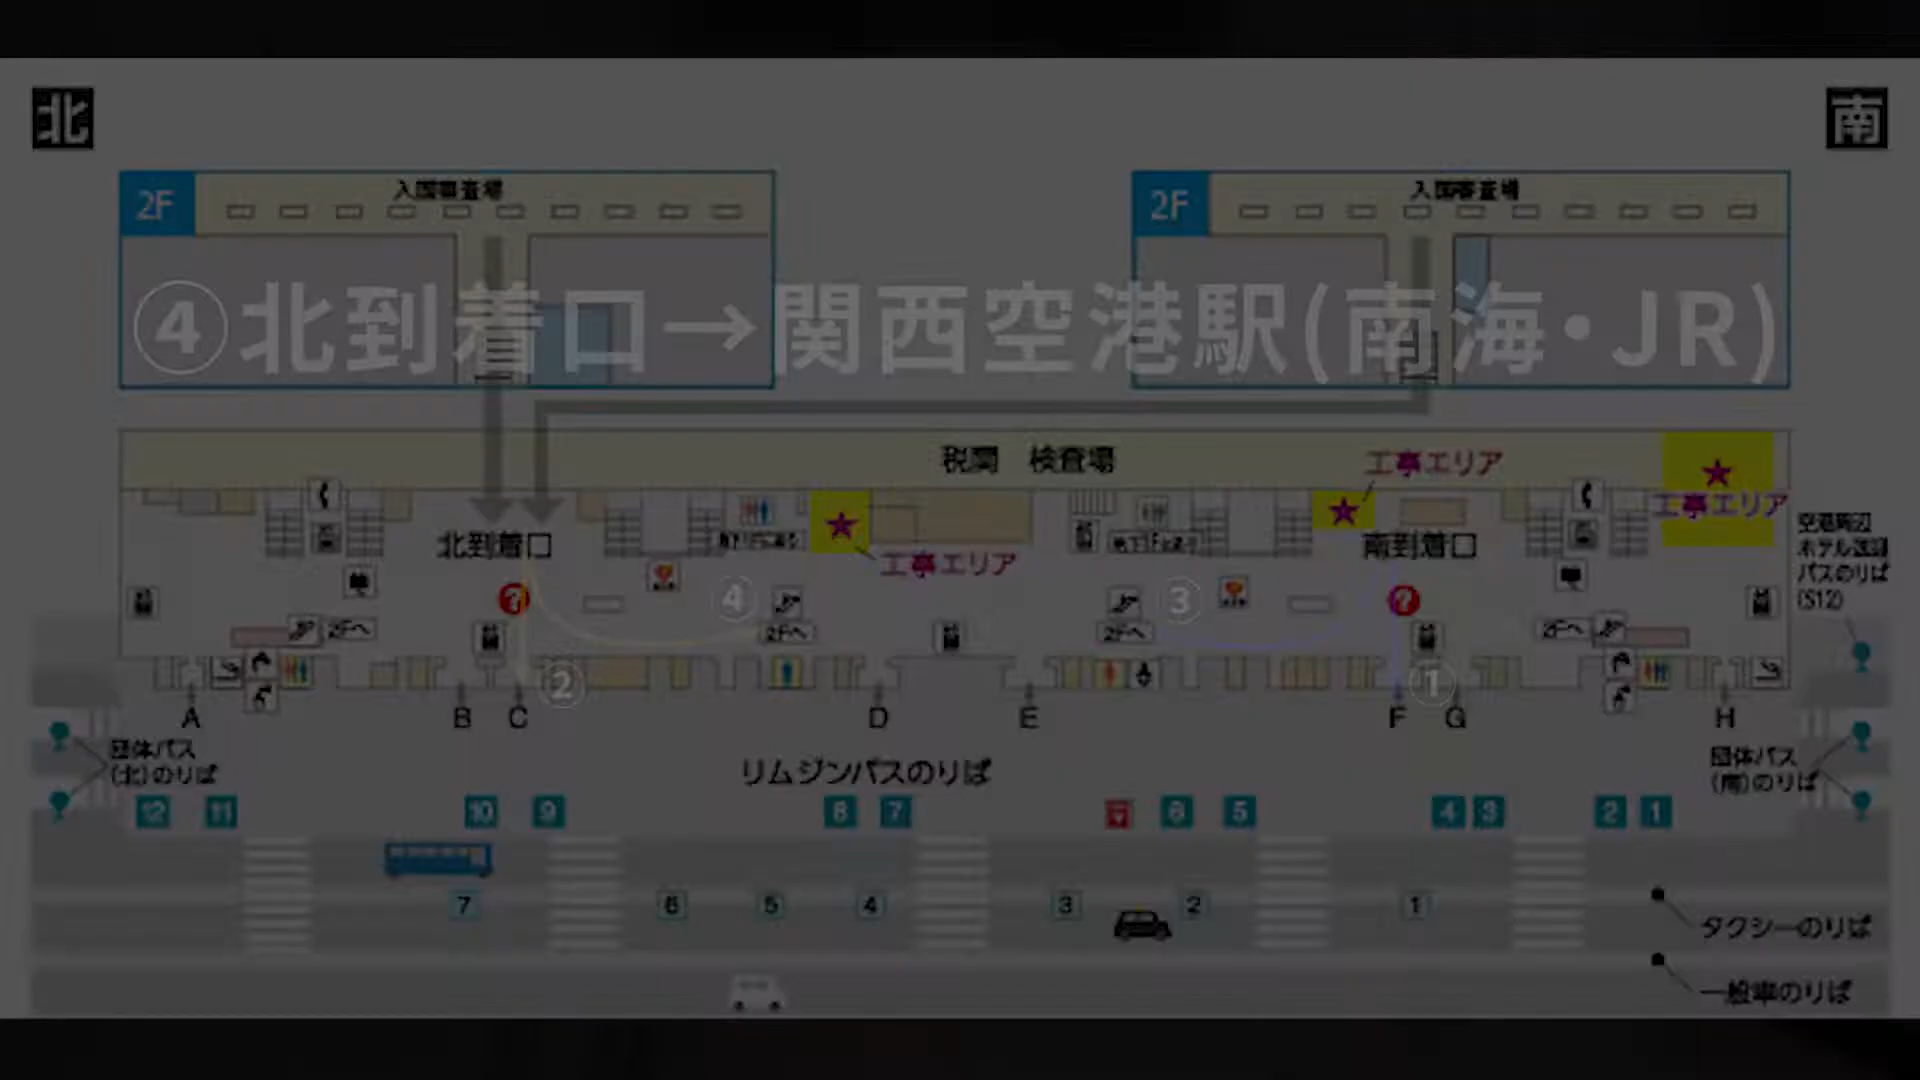 北
南
2F
入国審査場
2F
入国審査場
④北到着口→関西空港駅(南海・JR)
税関 検査場
工事エリア
工事エリア
北到着口
工事エリア
南到着口
空港周辺
ホテル送迎
バスのりば
(S12)
④
③
2Fへ
2Fへ
2Fへ
2Fへ
②
①
A
B
C
D
E
F
G
H
団体バス
(北)のりば
リムジンバスのりば
団体バス
(南)のりば
12
11
10
9
8
7
6
5
4
3
2
1
7
6
5
4
3
2
1
タクシーのりば
一般車のりば